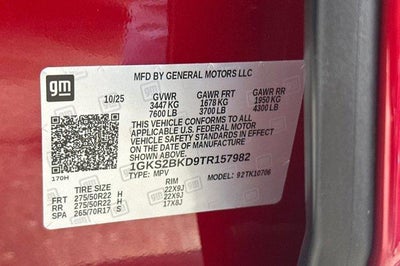 gm
MFD BY GENERAL MOTORS LLC
10/25 GVWR GAWR FRT GAWR RR
3447 KG 1678 KG 1950 KG
7600 LB 3700 LB 4300 LB
THIS VEHICLE CONFORMS TO ALL
APPLICABLE U.S. FEDERAL MOTOR
VEHICLE SAFETY STANDARDS IN
EFFECT ON THE DATE OF
MANUFACTURE SHOWN ABOVE.
1GKS2BKD9TR157982
170H TYPE: MPV MODEL: 92TK10706
TIRE SIZE RIM
FRT 275/50R22 H 22X9J
RR 275/50R22 H 22X9J
SPA 265/70R17 S 17X8J